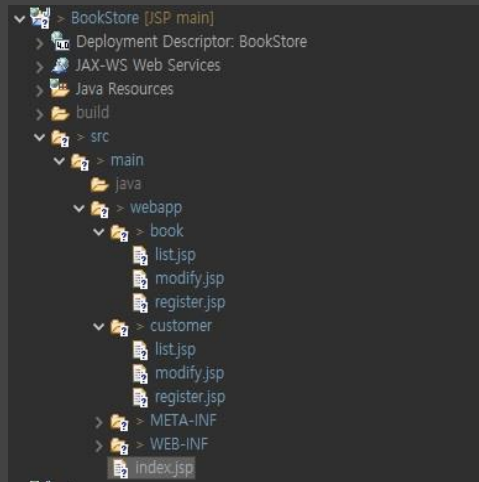 > BookStore [JSP main]
Deployment Descriptor: BookStore
JAX-WS Web Services
Java Resources
build
> src
> main
java
> webapp
> book
list.jsp
modify.jsp
register.jsp
> customer
list.jsp
modify.jsp
register.jsp
> META-INF
> WEB-INF
index.jsp